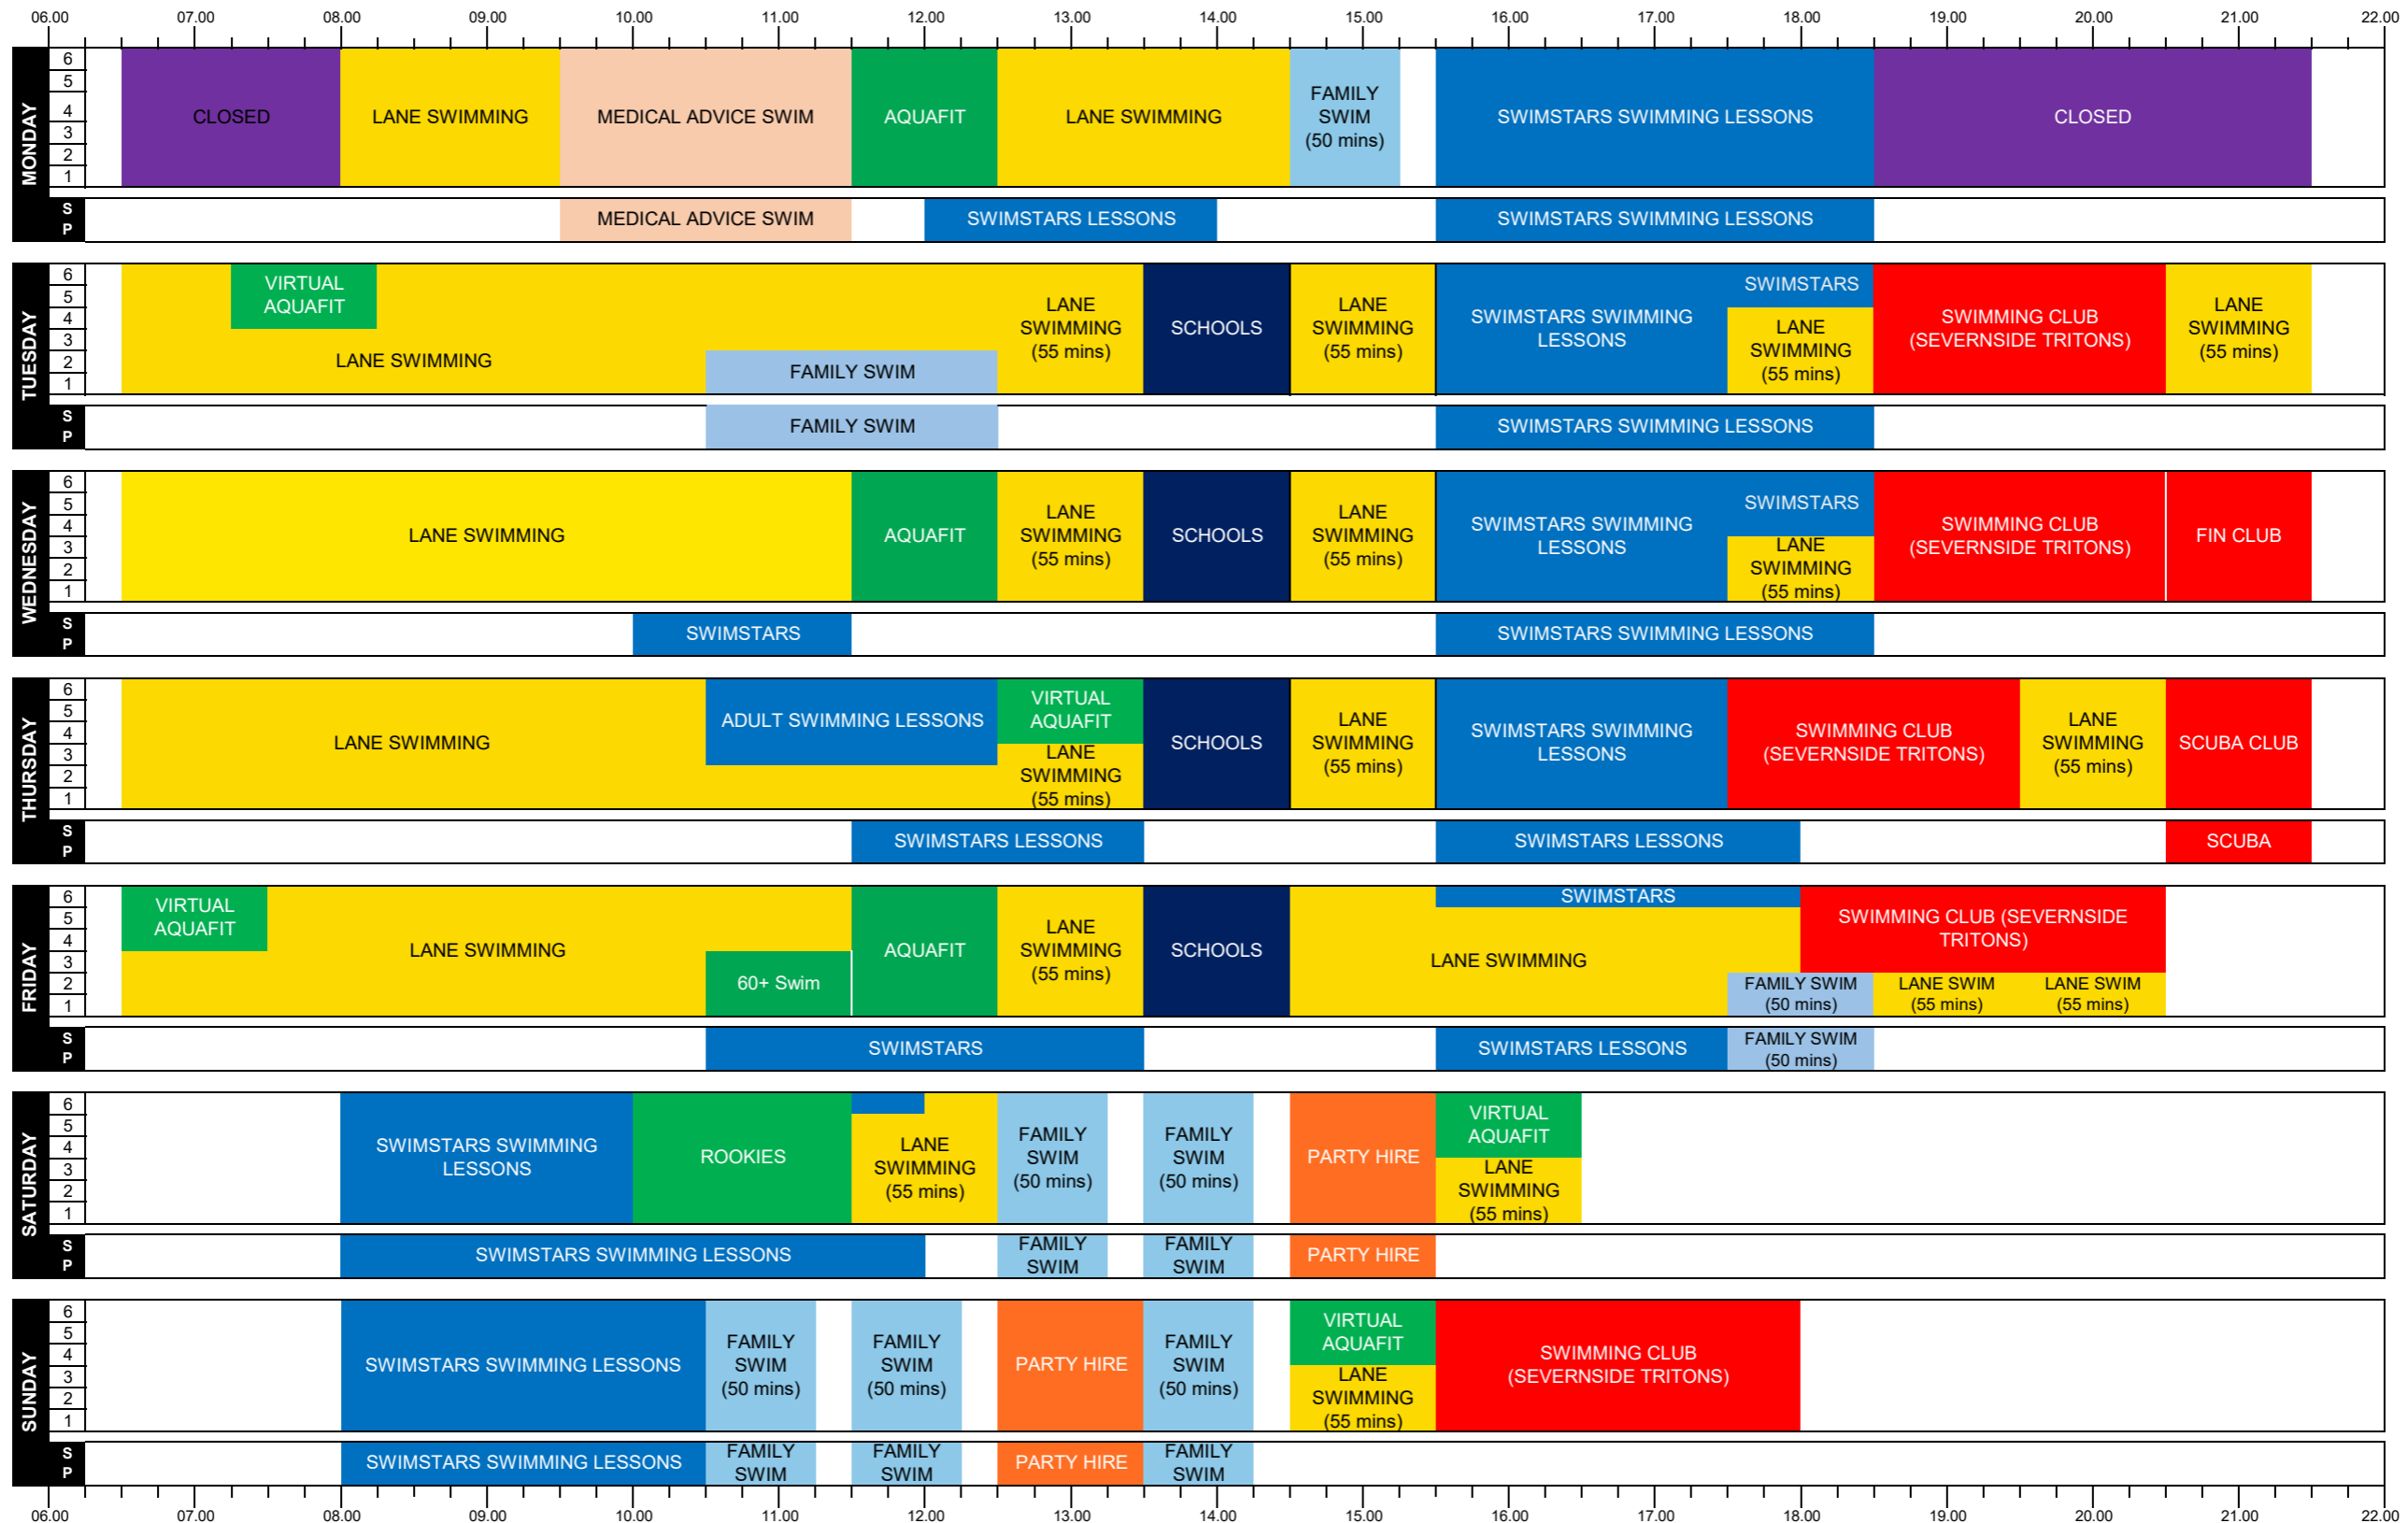 06.00 07.00 08.00 09.00 10.00 11.00 12.00 13.00 14.00 15.00 16.00 17.00 18.00 19.00 20.00 21.00 22.00
MONDAY
6
5
4
3
2
1
CLOSED
LANE SWIMMING
MEDICAL ADVICE SWIM
AQUAFIT
LANE SWIMMING
FAMILY
SWIM
(50 mins)
SWIMSTARS SWIMMING LESSONS
CLOSED
S
P
MEDICAL ADVICE SWIM
SWIMSTARS LESSONS
SWIMSTARS SWIMMING LESSONS
TUESDAY
6
5
4
3
2
1
VIRTUAL
AQUAFIT
LANE SWIMMING
FAMILY SWIM
LANE
SWIMMING
(55 mins)
SCHOOLS
LANE
SWIMMING
(55 mins)
SWIMSTARS SWIMMING
LESSONS
SWIMSTARS
LANE
SWIMMING
(55 mins)
SWIMMING CLUB
(SEVERNSIDE TRITONS)
LANE
SWIMMING
(55 mins)
S
P
FAMILY SWIM
SWIMSTARS SWIMMING LESSONS
WEDNESDAY
6
5
4
3
2
1
LANE SWIMMING
AQUAFIT
LANE
SWIMMING
(55 mins)
SCHOOLS
LANE
SWIMMING
(55 mins)
SWIMSTARS SWIMMING
LESSONS
SWIMSTARS
LANE
SWIMMING
(55 mins)
SWIMMING CLUB
(SEVERNSIDE TRITONS)
FIN CLUB
S
P
SWIMSTARS
SWIMSTARS SWIMMING LESSONS
THURSDAY
6
5
4
3
2
1
LANE SWIMMING
ADULT SWIMMING LESSONS
VIRTUAL
AQUAFIT
LANE
SWIMMING
(55 mins)
SCHOOLS
LANE
SWIMMING
(55 mins)
SWIMSTARS SWIMMING
LESSONS
SWIMMING CLUB
(SEVERNSIDE TRITONS)
LANE
SWIMMING
(55 mins)
SCUBA CLUB
S
P
SWIMSTARS LESSONS
SWIMSTARS LESSONS
SCUBA
FRIDAY
6
5
4
3
2
1
VIRTUAL
AQUAFIT
LANE SWIMMING
60+ Swim
AQUAFIT
LANE
SWIMMING
(55 mins)
SCHOOLS
SWIMSTARS
LANE SWIMMING
SWIMMING CLUB (SEVERNSIDE
TRITONS)
FAMILY SWIM
(50 mins)
LANE SWIM
(55 mins)
LANE SWIM
(55 mins)
S
P
SWIMSTARS
SWIMSTARS LESSONS
FAMILY SWIM
(50 mins)
SATURDAY
6
5
4
3
2
1
SWIMSTARS SWIMMING
LESSONS
ROOKIES
LANE
SWIMMING
(55 mins)
FAMILY
SWIM
(50 mins)
FAMILY
SWIM
(50 mins)
PARTY HIRE
VIRTUAL
AQUAFIT
LANE
SWIMMING
(55 mins)
S
P
SWIMSTARS SWIMMING LESSONS
FAMILY
SWIM
FAMILY
SWIM
PARTY HIRE
SUNDAY
6
5
4
3
2
1
SWIMSTARS SWIMMING LESSONS
FAMILY
SWIM
(50 mins)
FAMILY
SWIM
(50 mins)
PARTY HIRE
FAMILY
SWIM
(50 mins)
VIRTUAL
AQUAFIT
LANE
SWIMMING
(55 mins)
SWIMMING CLUB
(SEVERNSIDE TRITONS)
S
P
SWIMSTARS SWIMMING LESSONS
FAMILY
SWIM
FAMILY
SWIM
PARTY HIRE
FAMILY
SWIM
06.00 07.00 08.00 09.00 10.00 11.00 12.00 13.00 14.00 15.00 16.00 17.00 18.00 19.00 20.00 21.00 22.00